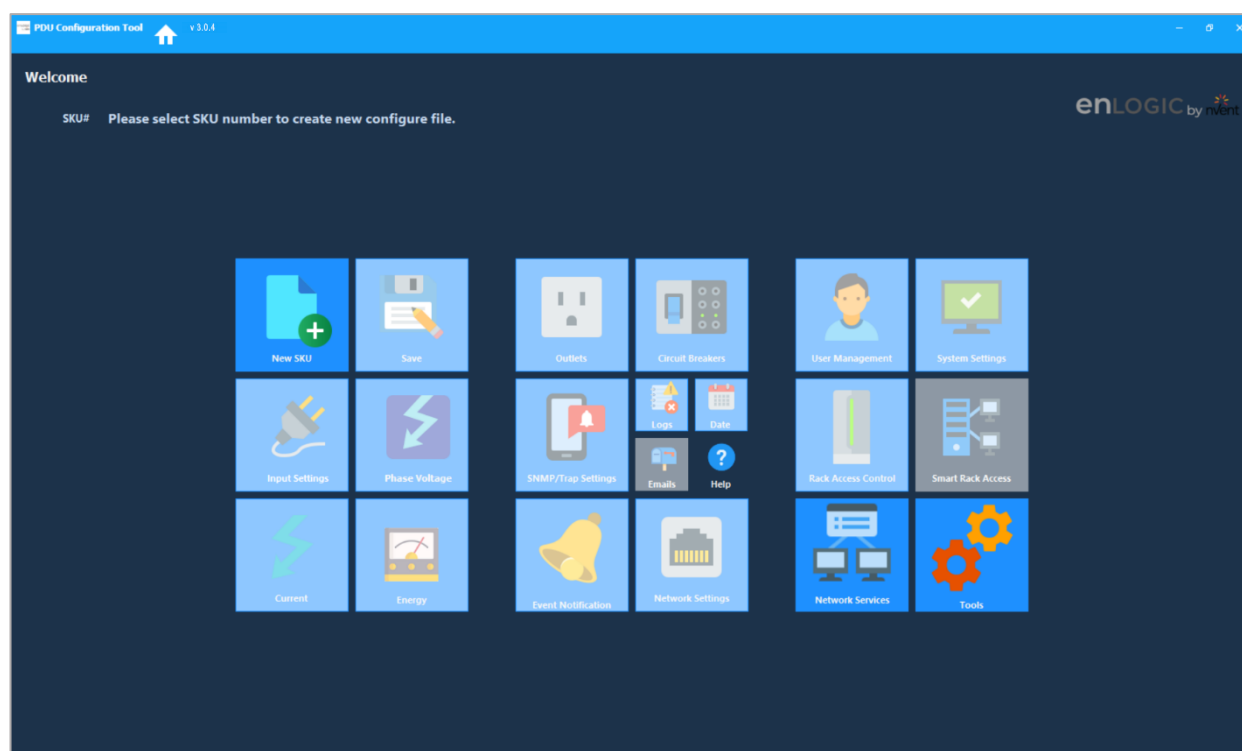 PDU Configuration Tool v 3.0.4
Welcome
SKU# Please select SKU number to create new configure file.
enLOGIC by nvent
New SKU
Save
Outlets
Circuit Breakers
User Management
System Settings
Logs
Date
Input Settings
Phase Voltage
SNMP/Trap Settings
Emails
Help
Rack Access Control
Smart Rack Access
Current
Energy
Event Notification
Network Settings
Network Services
Tools